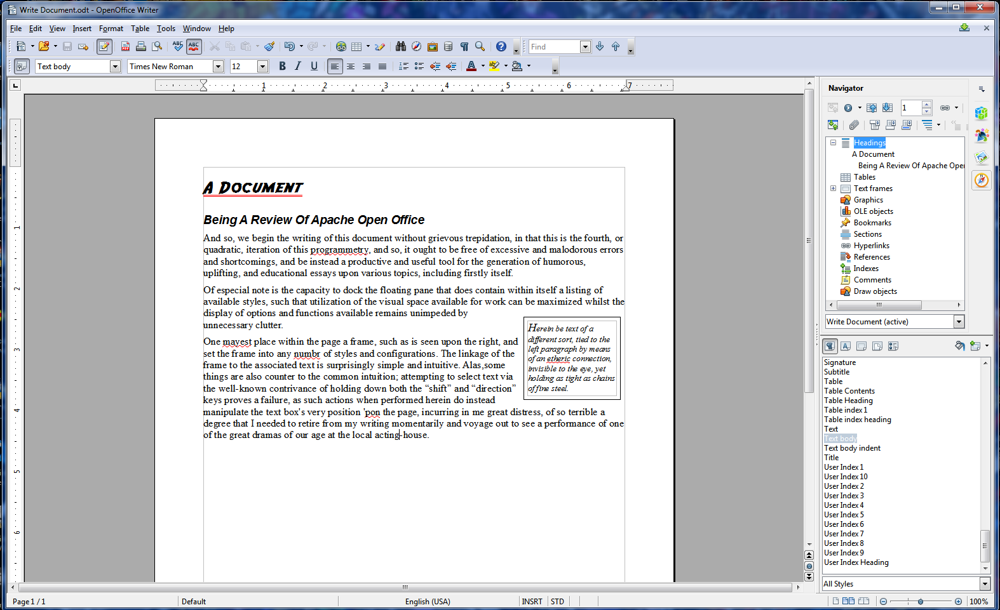 Write Document.odt - OpenOffice Writer
File Edit View Insert Format Table Tools Window Help
Find
Text body Times New Roman 12 B I U A
1 2 3 4 5 6 7
A Document
Being A Review Of Apache Open Office
And so, we begin the writing of this document without grievous trepidation, in that this is the fourth, or
quadratic, iteration of this programmetry, and so, it ought to be free of excessive and malodorous errors
and shortcomings, and be instead a productive and useful tool for the generation of humorous,
uplifting, and educational essays upon various topics, including firstly itself.
Of especial note is the capacity to dock the floating pane that does contain within itself a listing of
available styles, such that utilization of the visual space available for work can be maximized whilst the
display of options and functions available remains unimpeded by
unnecessary clutter.
One mayest place within the page a frame, such as is seen upon the right, and
set the frame into any numbr of styles and configurations. The linkage of the
frame to the associated text is surprisingly simple and intuitive. Alas,some
things are also counter to the common intuition; attempting to select text via
the well-known contrivance of holding down both the “shift” and “direction”
keys proves a failure, as such actions when performed herein do instead
manipulate the text box's very position 'pon the page, incurring in me great distress, of so terrible a
degree that I needed to retire from my writing momentarily and voyage out to see a performance of one
of the great dramas of our age at the local acting-house.
Herein be text of a
different sort, tied to the
left paragraph by means
of an etheric connection,
invisible to the eye, yet
holding as tight as chains
of fine steel.
1
2
3
4
5
6
Navigator
1
Headings
A Document
Being A Review Of Apache Oper
Tables
Text frames
Graphics
OLE objects
Bookmarks
Sections
Hyperlinks
References
Indexes
Comments
Draw objects
Write Document (active)
Signature
Subtitle
Table
Table Contents
Table Heading
Table index 1
Table index heading
Text
Text body
Text body indent
Title
User Index 1
User Index 10
User Index 2
User Index 3
User Index 4
User Index 5
User Index 6
User Index 7
User Index 8
User Index 9
User Index Heading
All Styles
Page 1 / 1 Default English (USA) INSRT STD 100%